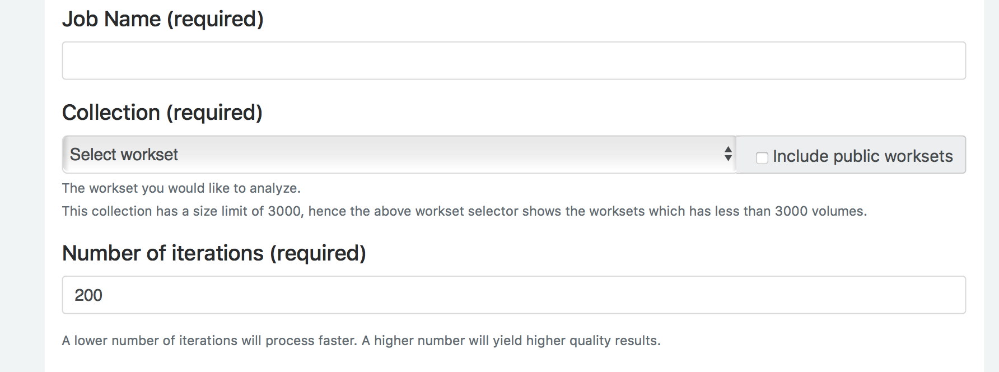 Job Name (required)
Collection (required)
Select workset
Include public worksets
The workset you would like to analyze.
This collection has a size limit of 3000, hence the above workset selector shows the worksets which has less than 3000 volumes.
Number of iterations (required)
200
A lower number of iterations will process faster. A higher number will yield higher quality results.